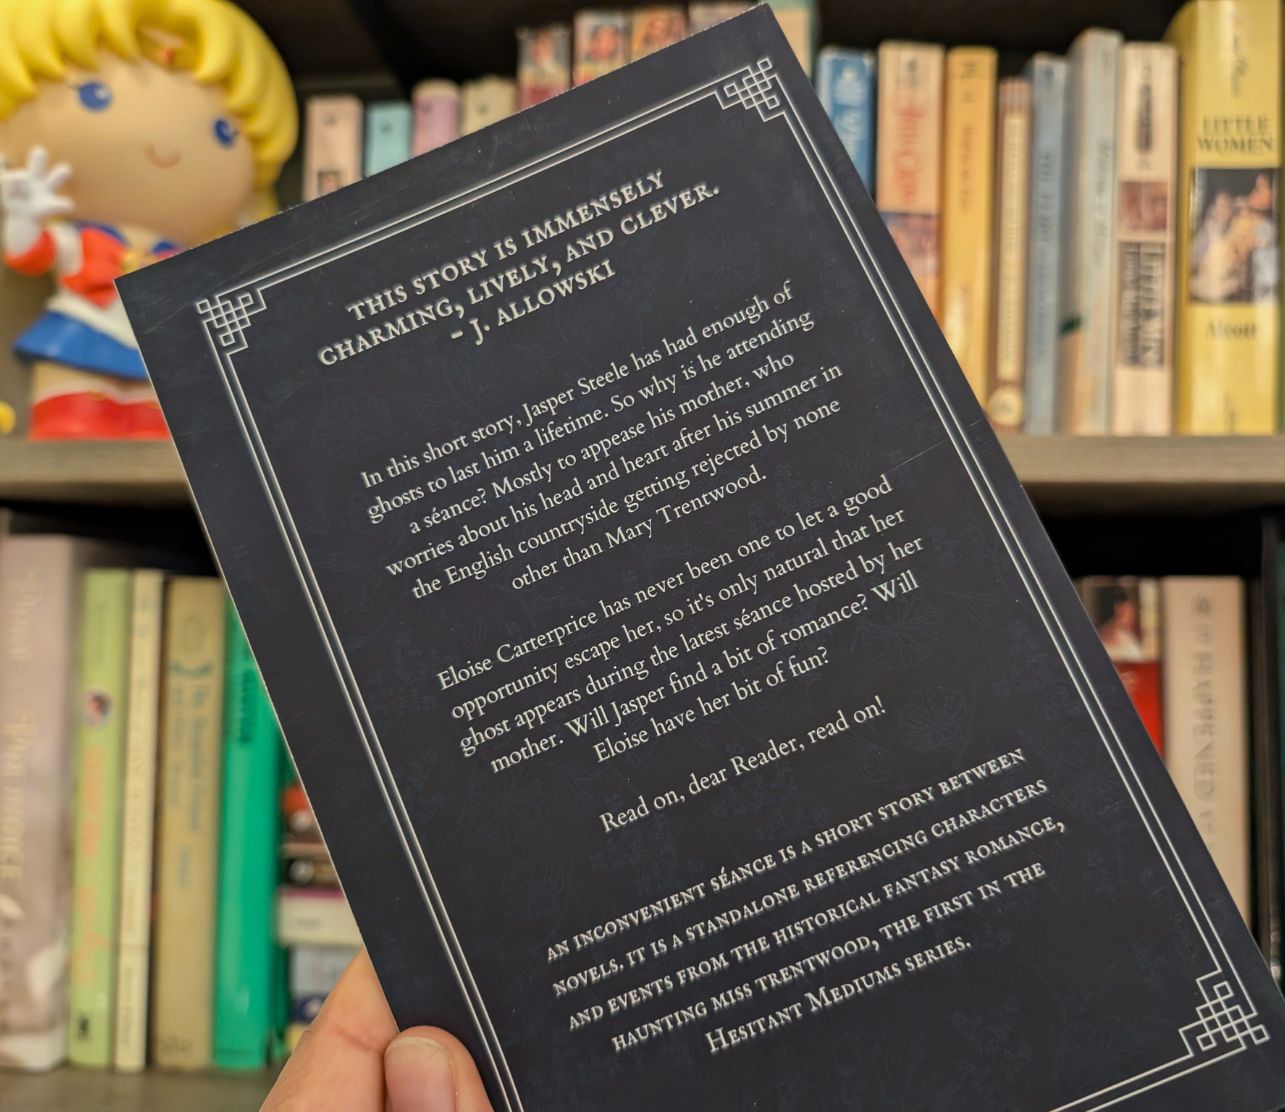 THIS STORY IS IMMENSELY
CHARMING, LIVELY, AND CLEVER.
- J. ALLOWSKI
In this short story, Jasper Steele has had enough of
ghosts to last him a lifetime. So why is he attending
a séance? Mostly to appease his mother, who
worries about his head and heart after his summer in
the English countryside getting rejected by none
other than Mary Trentwood.
Eloise Carterprice has never been one to let a good
opportunity escape her, so it's only natural that her
ghost appears during the latest séance hosted by her
mother. Will Jasper find a bit of romance? Will
Eloise have her bit of fun?
Read on, dear Reader, read on!
AN INCONVENIENT SÉANCE IS A SHORT STORY BETWEEN
NOVELS. IT IS A STANDALONE REFERENCING CHARACTERS
AND EVENTS FROM THE HISTORICAL FANTASY ROMANCE,
HAUNTING MISS TRENTWOOD, THE FIRST IN THE
HESITANT MEDIUMS SERIES.
LITTLE
WOMEN
Alcott